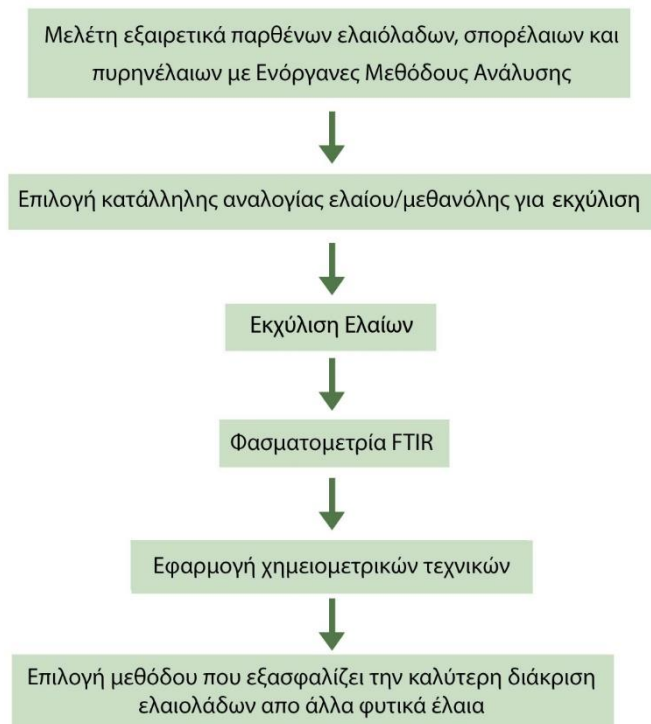 Μελέτη εξαιρετικά παρθένων ελαιόλαδων, σπορέλαιων και
πυρηνέλαιων με Ενόργανες Μεθόδους Ανάλυσης
Επιλογή κατάλληλης αναλογίας ελαίου/μεθανόλης για εκχύλιση
Εκχύλιση Ελαίων
Φασματομετρία FTIR
Εφαρμογή χημειομετρικών τεχνικών
Επιλογή μεθόδου που εξασφαλίζει την καλύτερη διάκριση
ελαιολάδων απο άλλα φυτικά έλαια